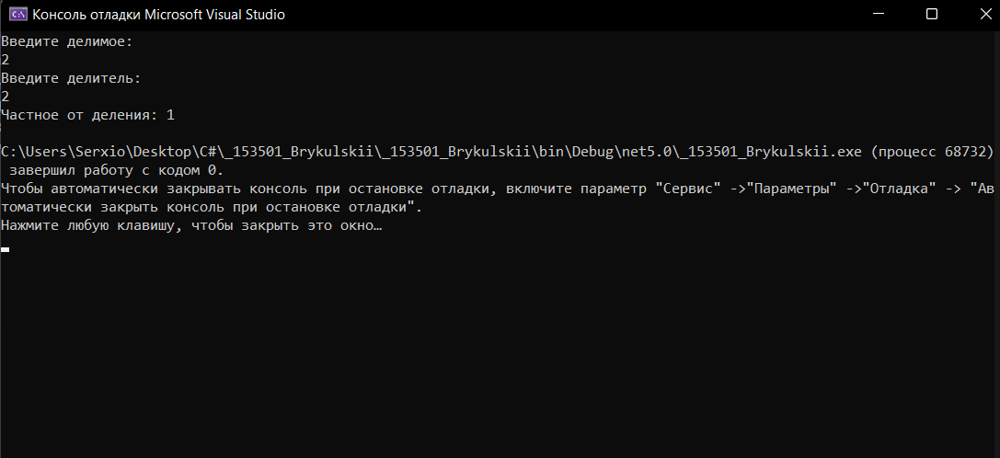 Консоль отладки Microsoft Visual Studio
Введите делимое:
2
Введите делитель:
2
Частное от деления: 1
C:\Users\Serxio\Desktop\C#\_153501_Brykulskii\_153501_Brykulskii\bin\Debug\net5.0\_153501_Brykulskii.exe (процесс 68732)
завершил работу с кодом 0.
Чтобы автоматически закрывать консоль при остановке отладки, включите параметр "Сервис" ->"Параметры" ->"Отладка" -> "Ав
томатически закрыть консоль при остановке отладки".
Нажмите любую клавишу, чтобы закрыть это окно…